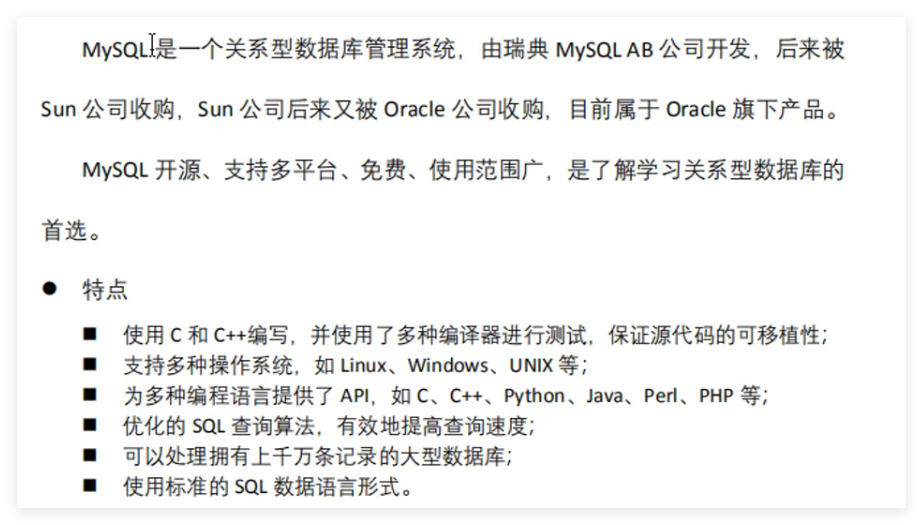 MySQL 是一个关系型数据库管理系统，由瑞典 MySQL AB 公司开发，后来被
Sun 公司收购，Sun 公司后来又被 Oracle 公司收购，目前属于 Oracle 旗下产品。
MySQL 开源、支持多平台、免费、使用范围广，是了解学习关系型数据库的
首选。
● 特点
■ 使用 C 和 C++编写，并使用了多种编译器进行测试，保证源代码的可移植性；
■ 支持多种操作系统，如 Linux、Windows、UNIX 等；
■ 为多种编程语言提供了 API，如 C、C++、Python、Java、Perl、PHP 等；
■ 优化的 SQL 查询算法，有效地提高查询速度；
■ 可以处理拥有上千万条记录的大型数据库；
■ 使用标准的 SQL 数据语言形式。